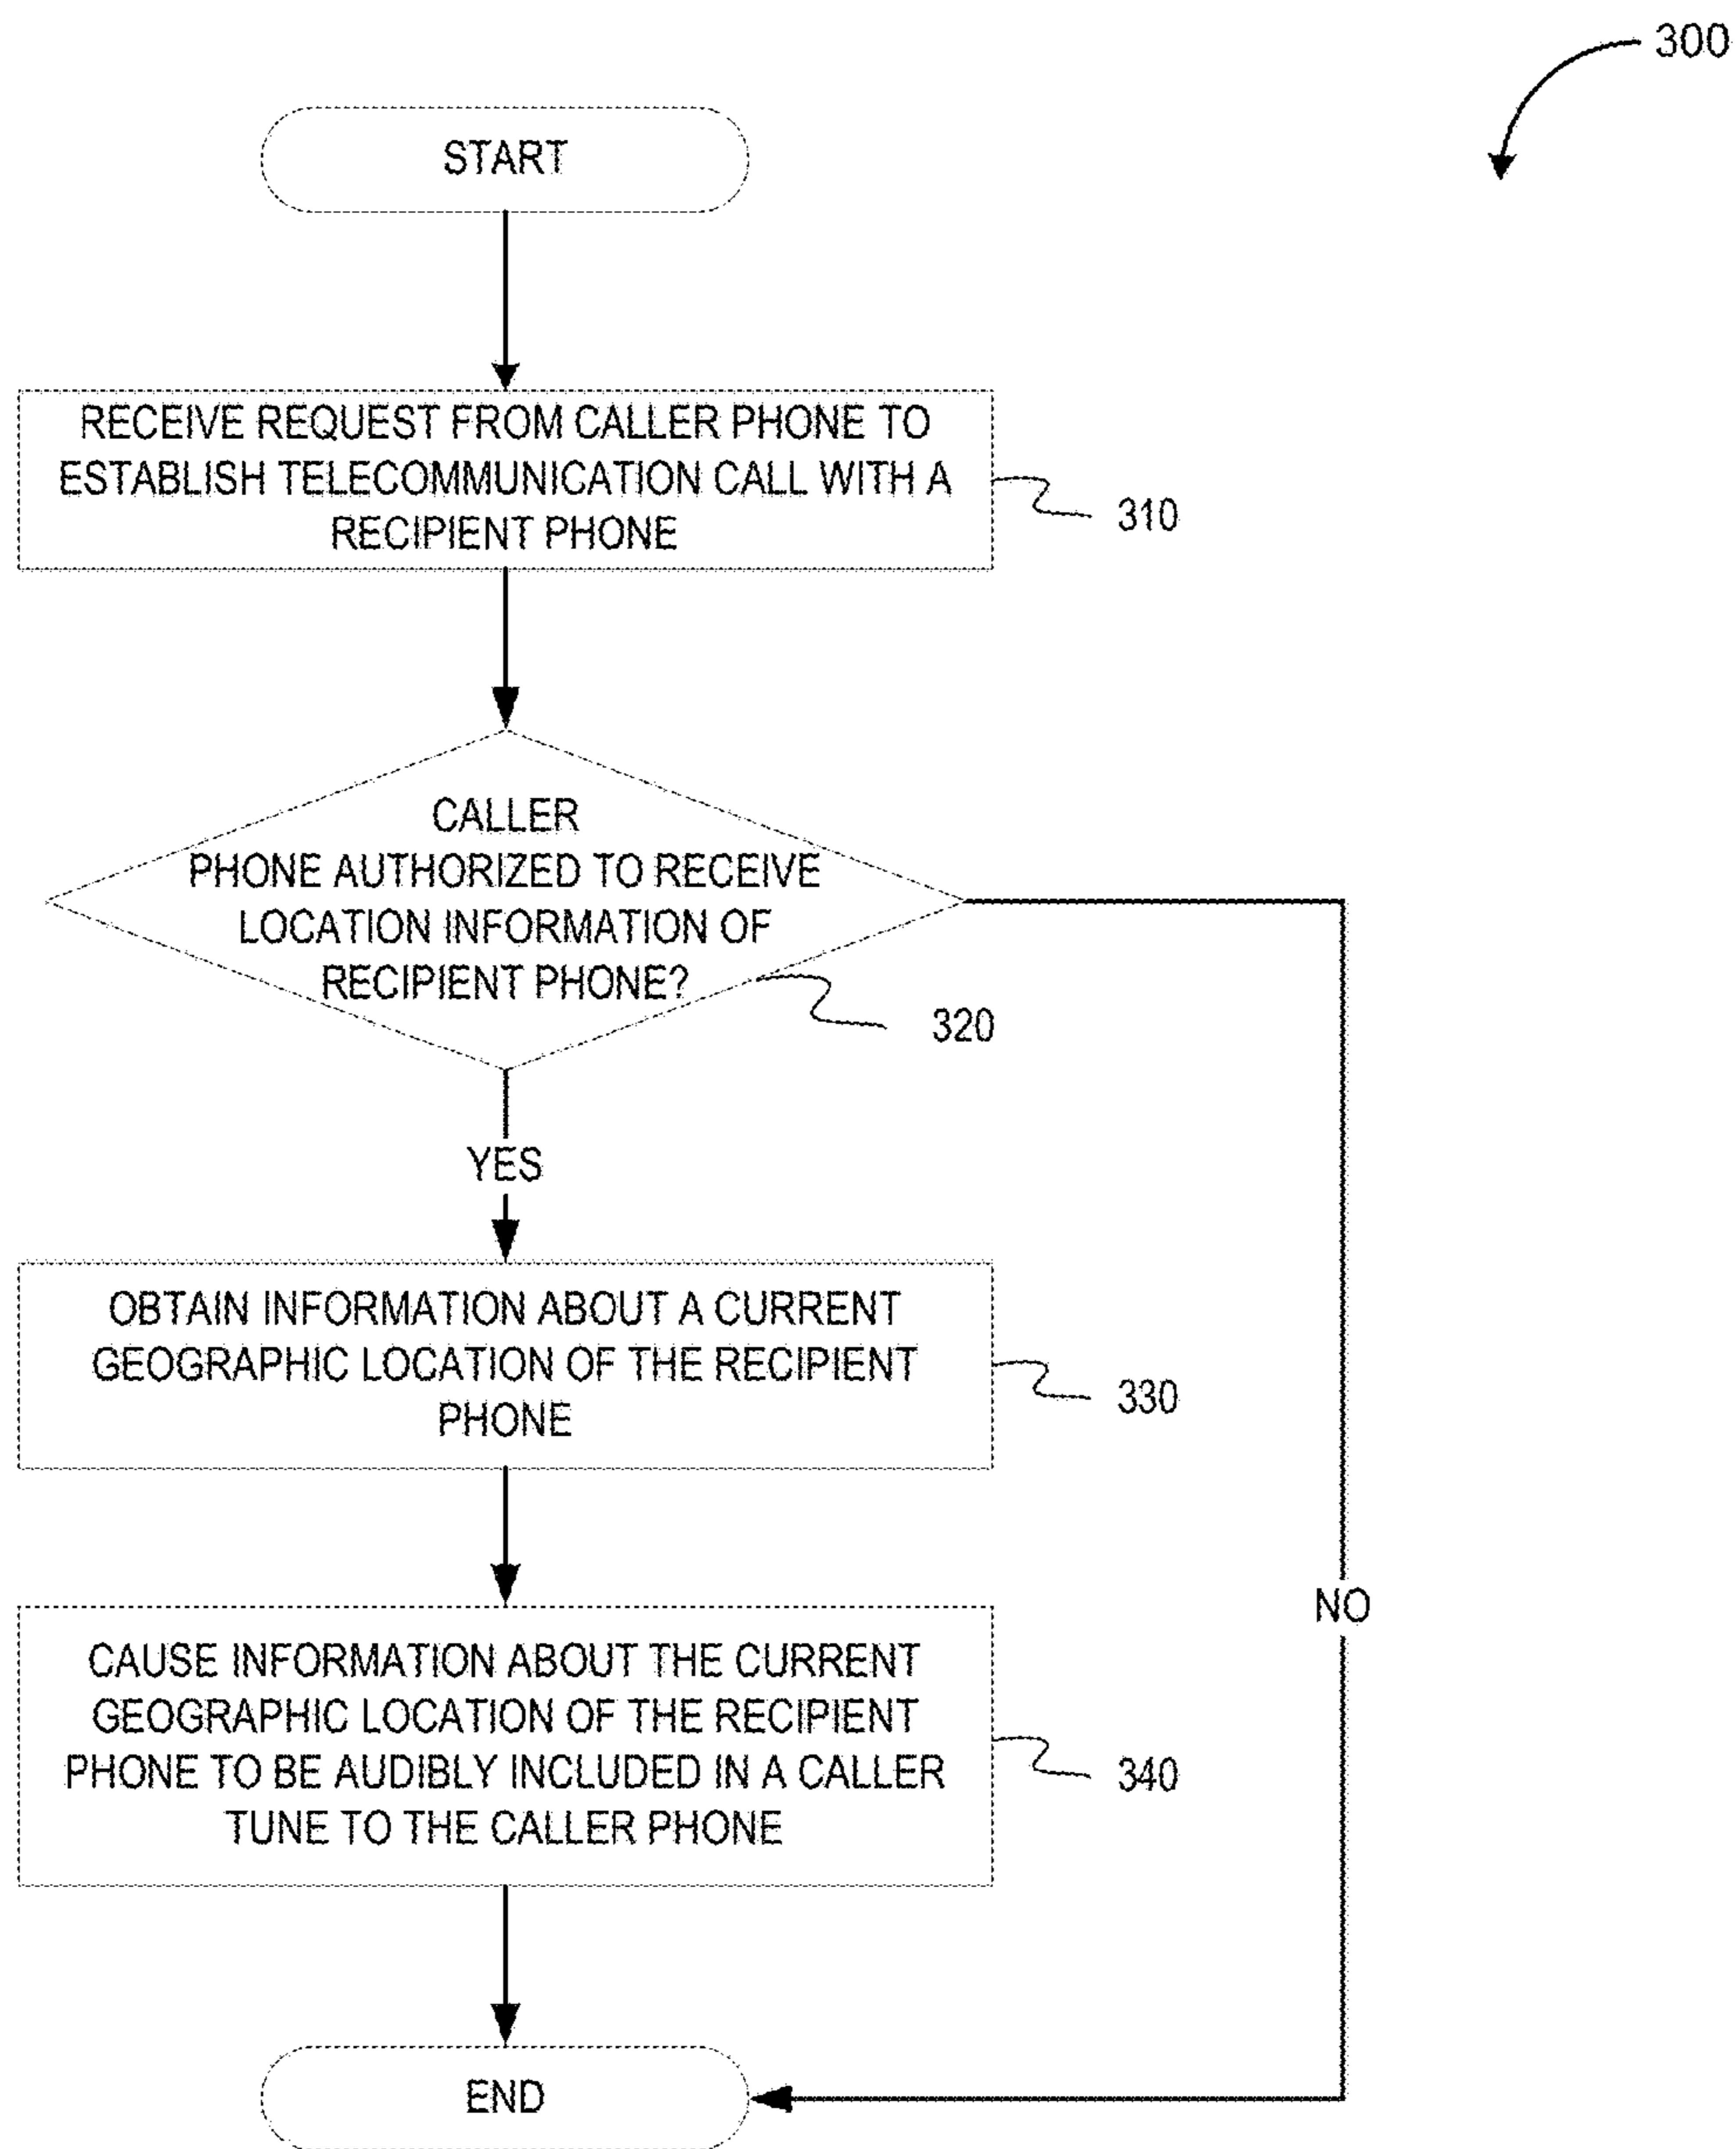 300
START
RECEIVE REQUEST FROM CALLER PHONE TO
ESTABLISH TELECOMMUNICATION CALL WITH A
RECIPIENT PHONE
310
CALLER
PHONE AUTHORIZED TO RECEIVE
LOCATION INFORMATION OF
RECIPIENT PHONE?
320
YES
OBTAIN INFORMATION ABOUT A CURRENT
GEOGRAPHIC LOCATION OF THE RECIPIENT
PHONE
330
NO
CAUSE INFORMATION ABOUT THE CURRENT
GEOGRAPHIC LOCATION OF THE RECIPIENT
PHONE TO BE AUDIBLY INCLUDED IN A CALLER
TUNE TO THE CALLER PHONE
340
END